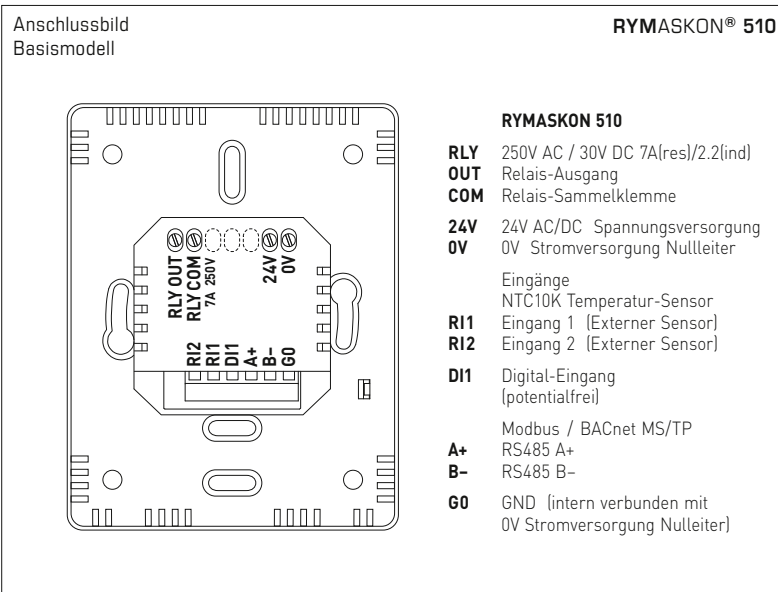 Anschlussbild
Basismodell
RYMASKON® 510
RLY OUT
RLY COM
7A 250V
24V
0V
RI2
RI1
DI1
A+
B–
G0
RYMASKON 510
RLY 250V AC / 30V DC 7A(res)/2.2(ind)
OUT Relais-Ausgang
COM Relais-Sammelklemme
24V 24V AC/DC Spannungsversorgung
0V 0V Stromversorgung Nullleiter
Eingänge
NTC10K Temperatur-Sensor
RI1 Eingang 1 (Externer Sensor)
RI2 Eingang 2 (Externer Sensor)
DI1 Digital-Eingang
(potentialfrei)
Modbus / BACnet MS/TP
A+ RS485 A+
B– RS485 B–
G0 GND (intern verbunden mit
0V Stromversorgung Nulleiter)